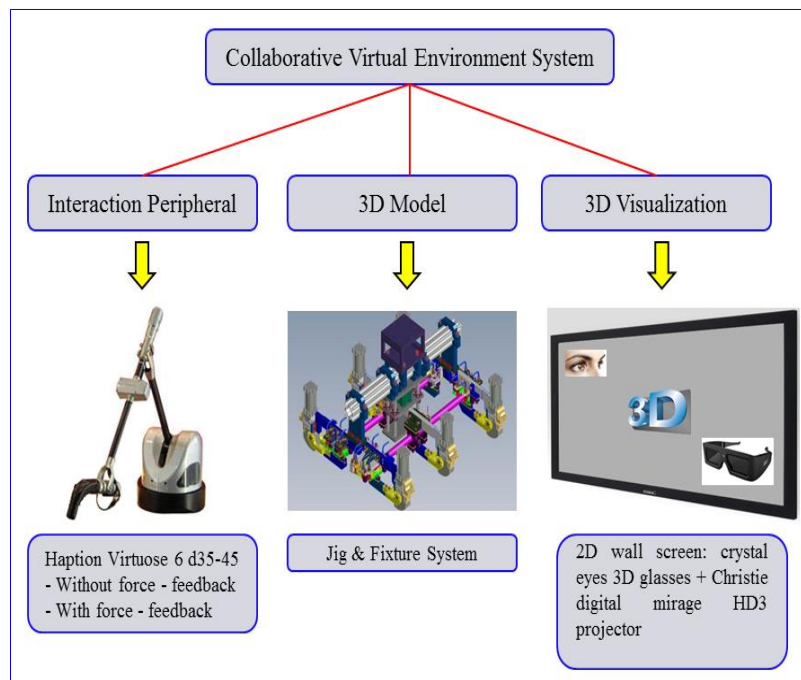 Collaborative Virtual Environment System
Interaction Peripheral
3D Model
3D Visualization
3D
Haption Virtuose 6 d35-45
- Without force - feedback
- With force - feedback
Jig & Fixture System
2D wall screen: crystal
eyes 3D glasses + Christie
digital mirage HD3
projector